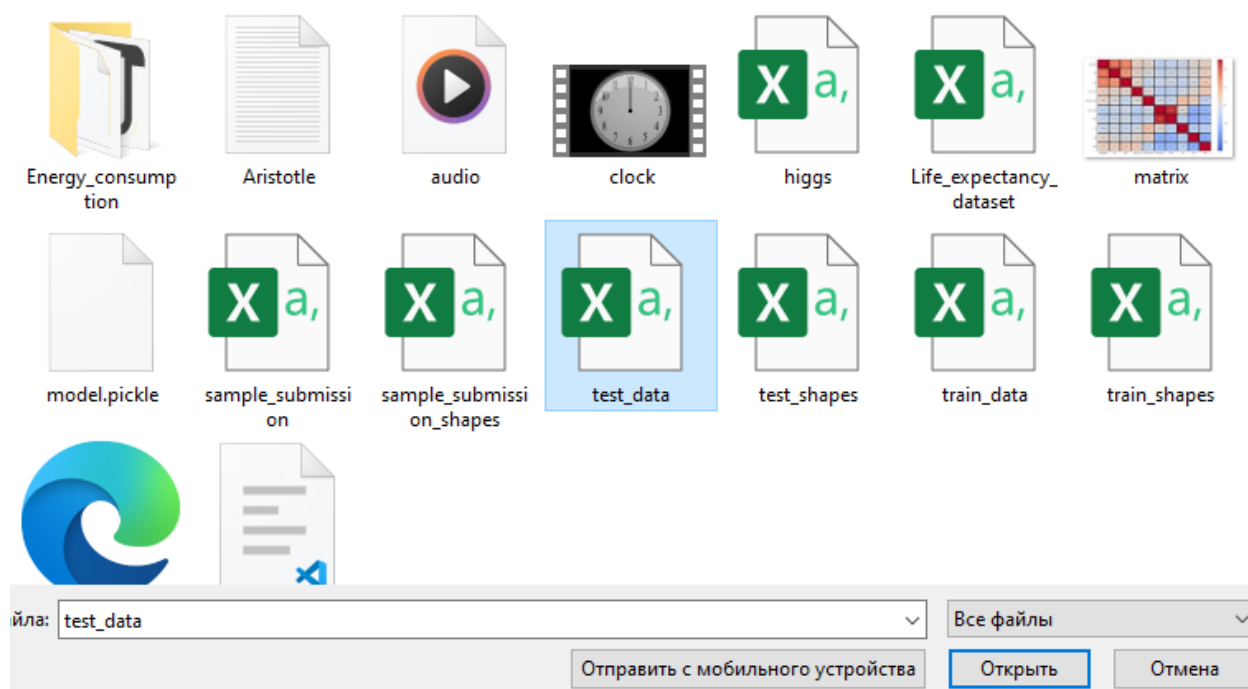 Energy_consump
tion
Aristotle
audio
clock
higgs
Life_expectancy_
dataset
matrix
model.pickle
sample_submissi
on
sample_submissi
on_shapes
test_data
test_shapes
train_data
train_shapes
йла:
test_data
Все файлы
Отправить с мобильного устройства
Открыть
Отмена